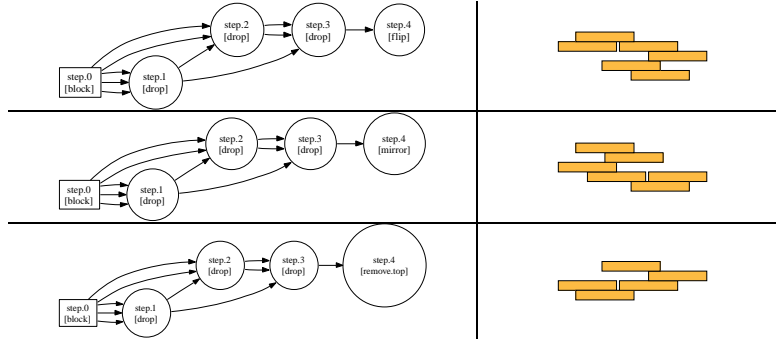 step.2
[drop]
step.3
[drop]
step.4
[flip]
step.0
[block]
step.1
[drop]
step.2
[drop]
step.3
[drop]
step.4
[mirror]
step.0
[block]
step.1
[drop]
step.2
[drop]
step.3
[drop]
step.4
[remove.top]
step.0
[block]
step.1
[drop]